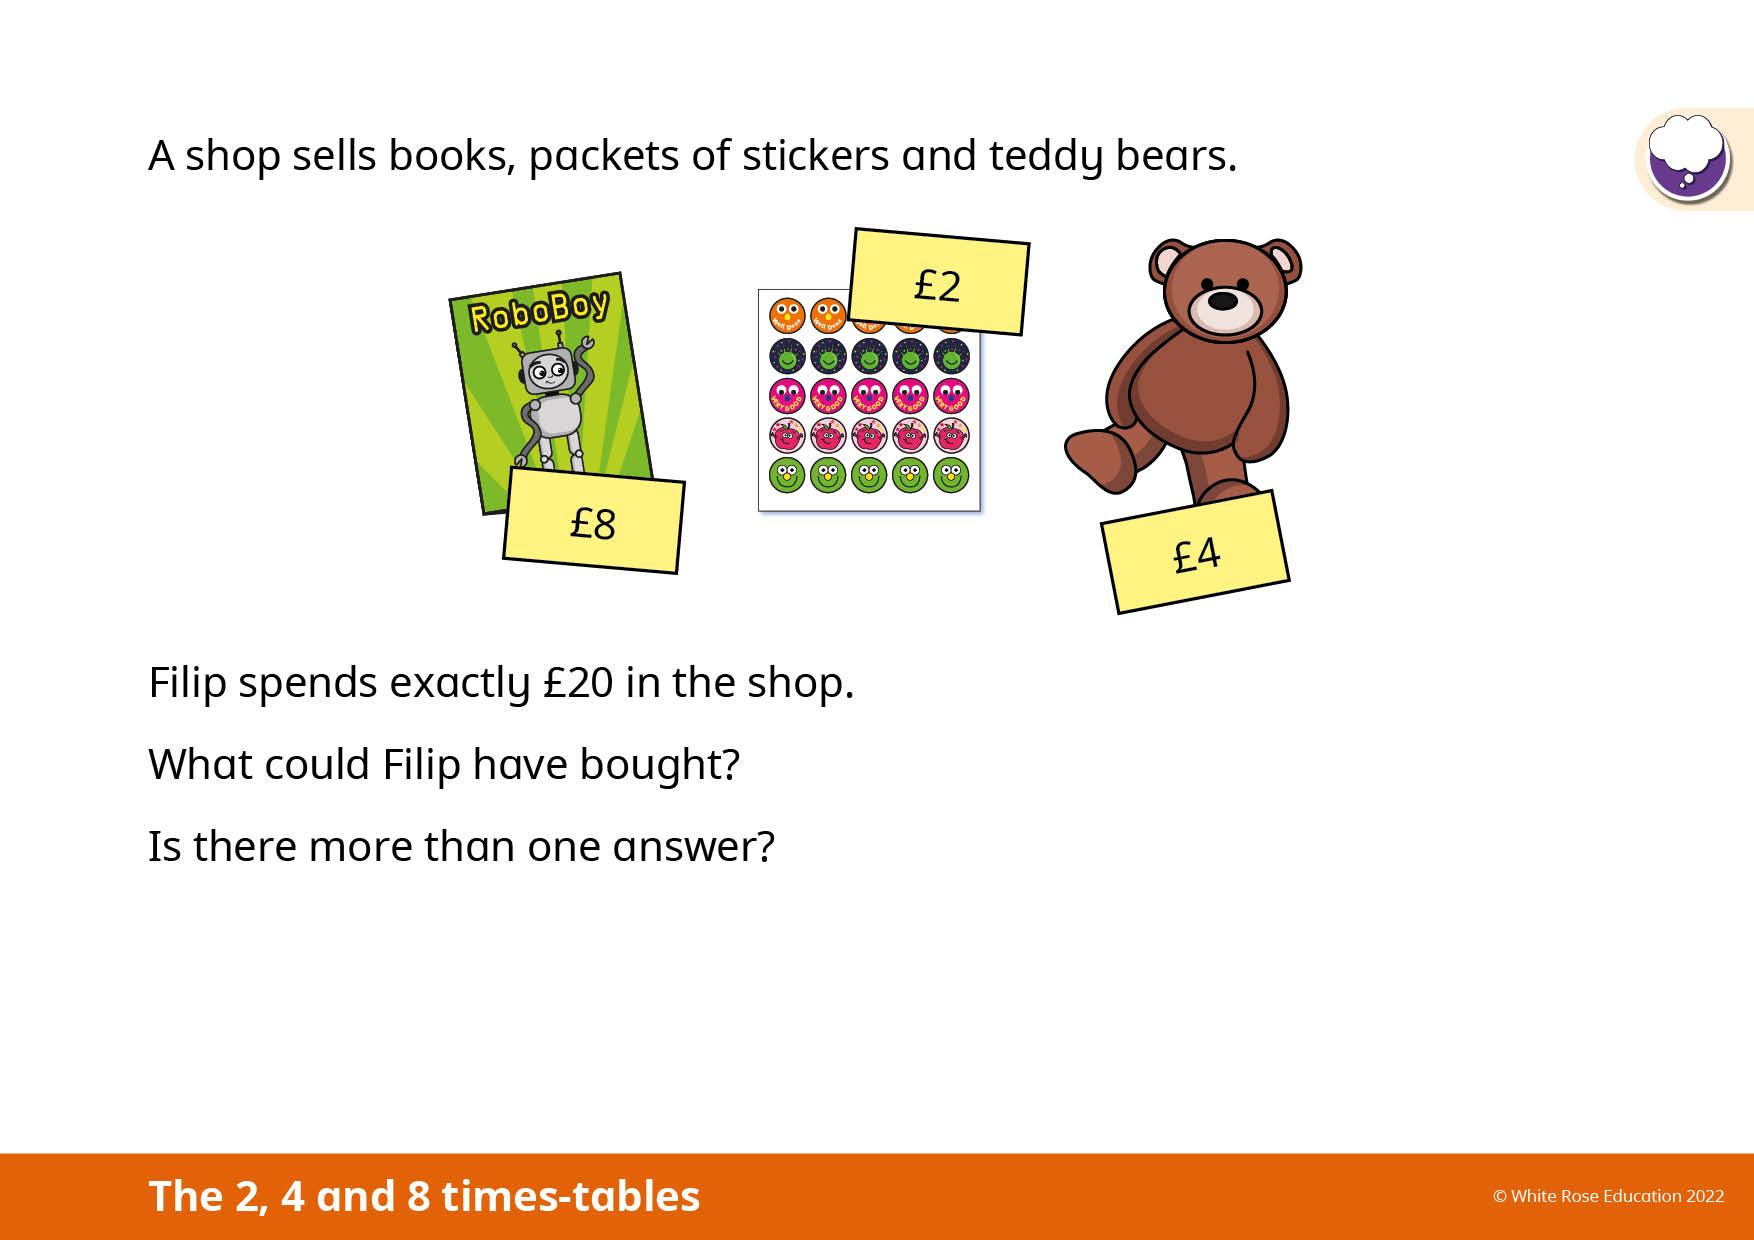 A shop sells books, packets of stickers and teddy bears.
RoboBoy
£8
£2
£4
Filip spends exactly £20 in the shop.
What could Filip have bought?
Is there more than one answer?
The 2, 4 and 8 times-tables
© White Rose Education 2022